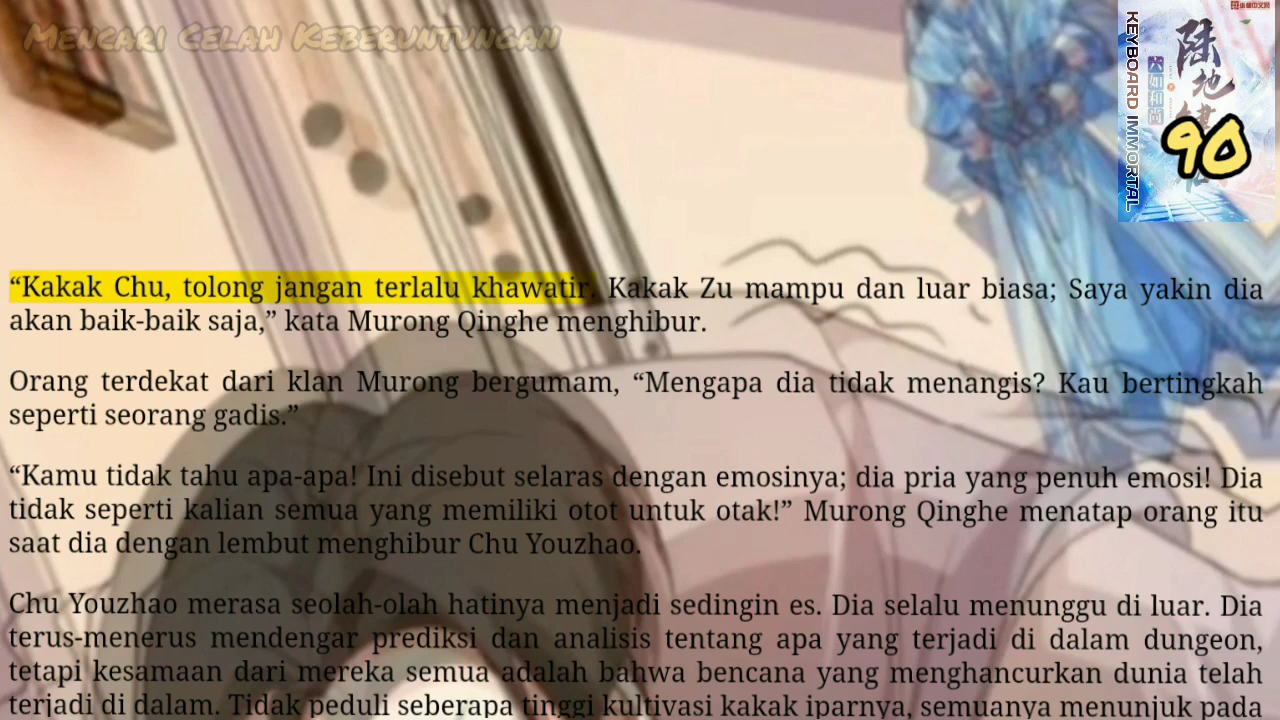 Mencari Celah Keberuntungan
KEYBOARD IMMORTAL
陆地
90
“Kakak Chu, tolong jangan terlalu khawatir. Kakak Zu mampu dan luar biasa; Saya yakin dia
akan baik-baik saja,” kata Murong Qinghe menghibur.
Orang terdekat dari klan Murong bergumam, “Mengapa dia tidak menangis? Kau bertingkah
seperti seorang gadis.”
“Kamu tidak tahu apa-apa! Ini disebut selaras dengan emosinya; dia pria yang penuh emosi! Dia
tidak seperti kalian semua yang memiliki otot untuk otak!” Murong Qinghe menatap orang itu
saat dia dengan lembut menghibur Chu Youzhao.
Chu Youzhao merasa seolah-olah hatinya menjadi sedingin es. Dia selalu menunggu di luar. Dia
terus-menerus mendengar prediksi dan analisis tentang apa yang terjadi di dalam dungeon,
tetapi kesamaan dari mereka semua adalah bahwa bencana yang menghancurkan dunia telah
terjadi di dalam. Tidak peduli seberapa tinggi kultivasi kakak iparnya, semuanya menunjuk pada